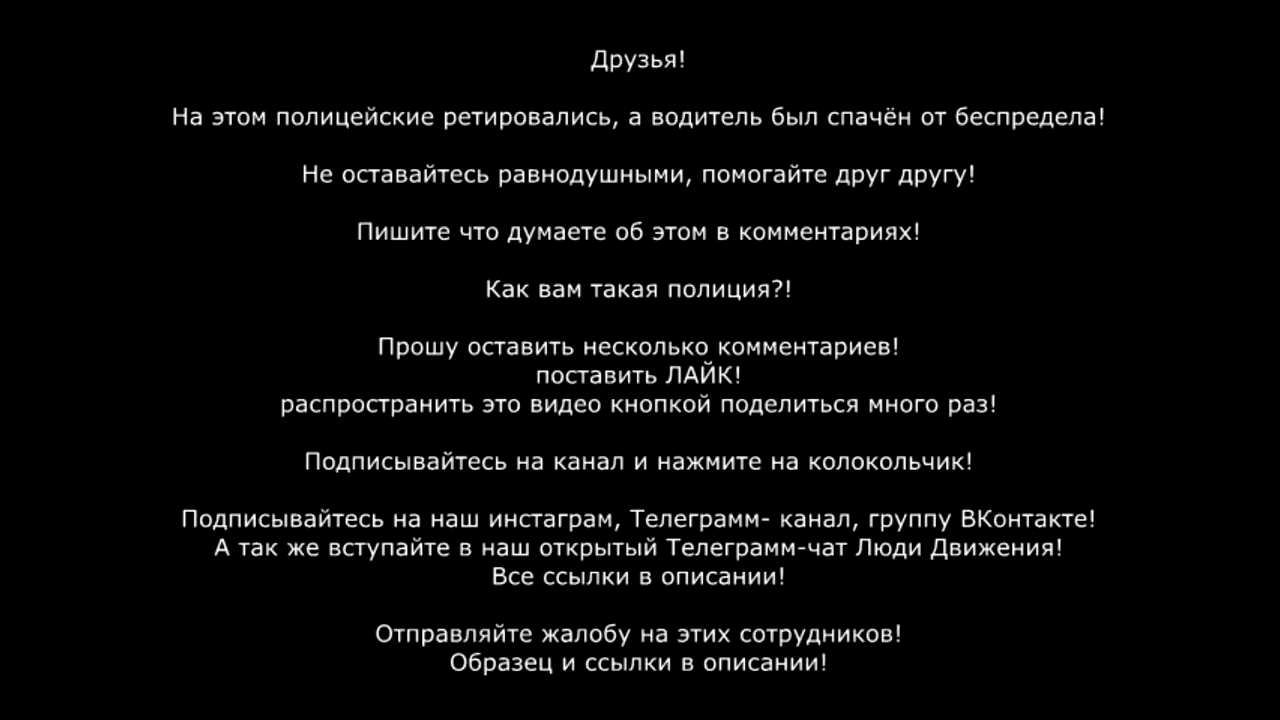 Друзья!
На этом полицейские ретировались, а водитель был спачён от беспредела!
Не оставайтесь равнодушными, помогайте друг другу!
Пишите что думаете об этом в комментариях!
Как вам такая полиция?!
Прошу оставить несколько комментариев!
поставить ЛАЙК!
распространить это видео кнопкой поделиться много раз!
Подписывайтесь на канал и нажмите на колокольчик!
Подписывайтесь на наш инстаграм, Телеграмм- канал, группу ВКонтакте!
А так же вступайте в наш открытый Телеграмм-чат Люди Движения!
Все ссылки в описании!
Отправляйте жалобу на этих сотрудников!
Образец и ссылки в описании!